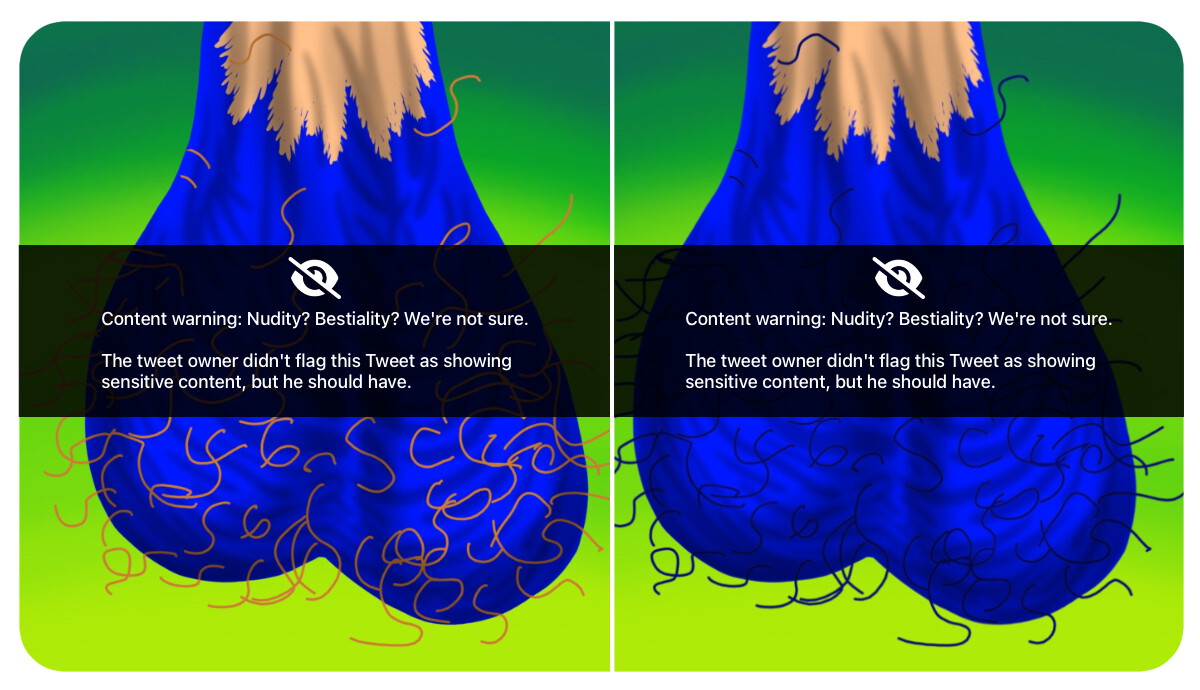 Content warning: Nudity? Bestiality? We're not sure.
The tweet owner didn't flag this Tweet as showing
sensitive content, but he should have.
Content warning: Nudity? Bestiality? We're not sure.
The tweet owner didn't flag this Tweet as showing
sensitive content, but he should have.